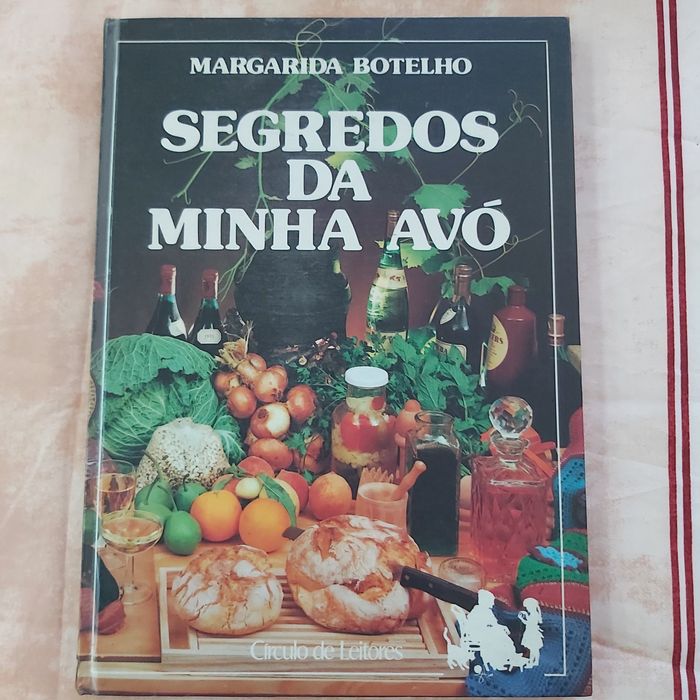 MARGARIDA BOTELHO
SEGREDOS
DA
MINHA AVÓ
Círculo de Leitores